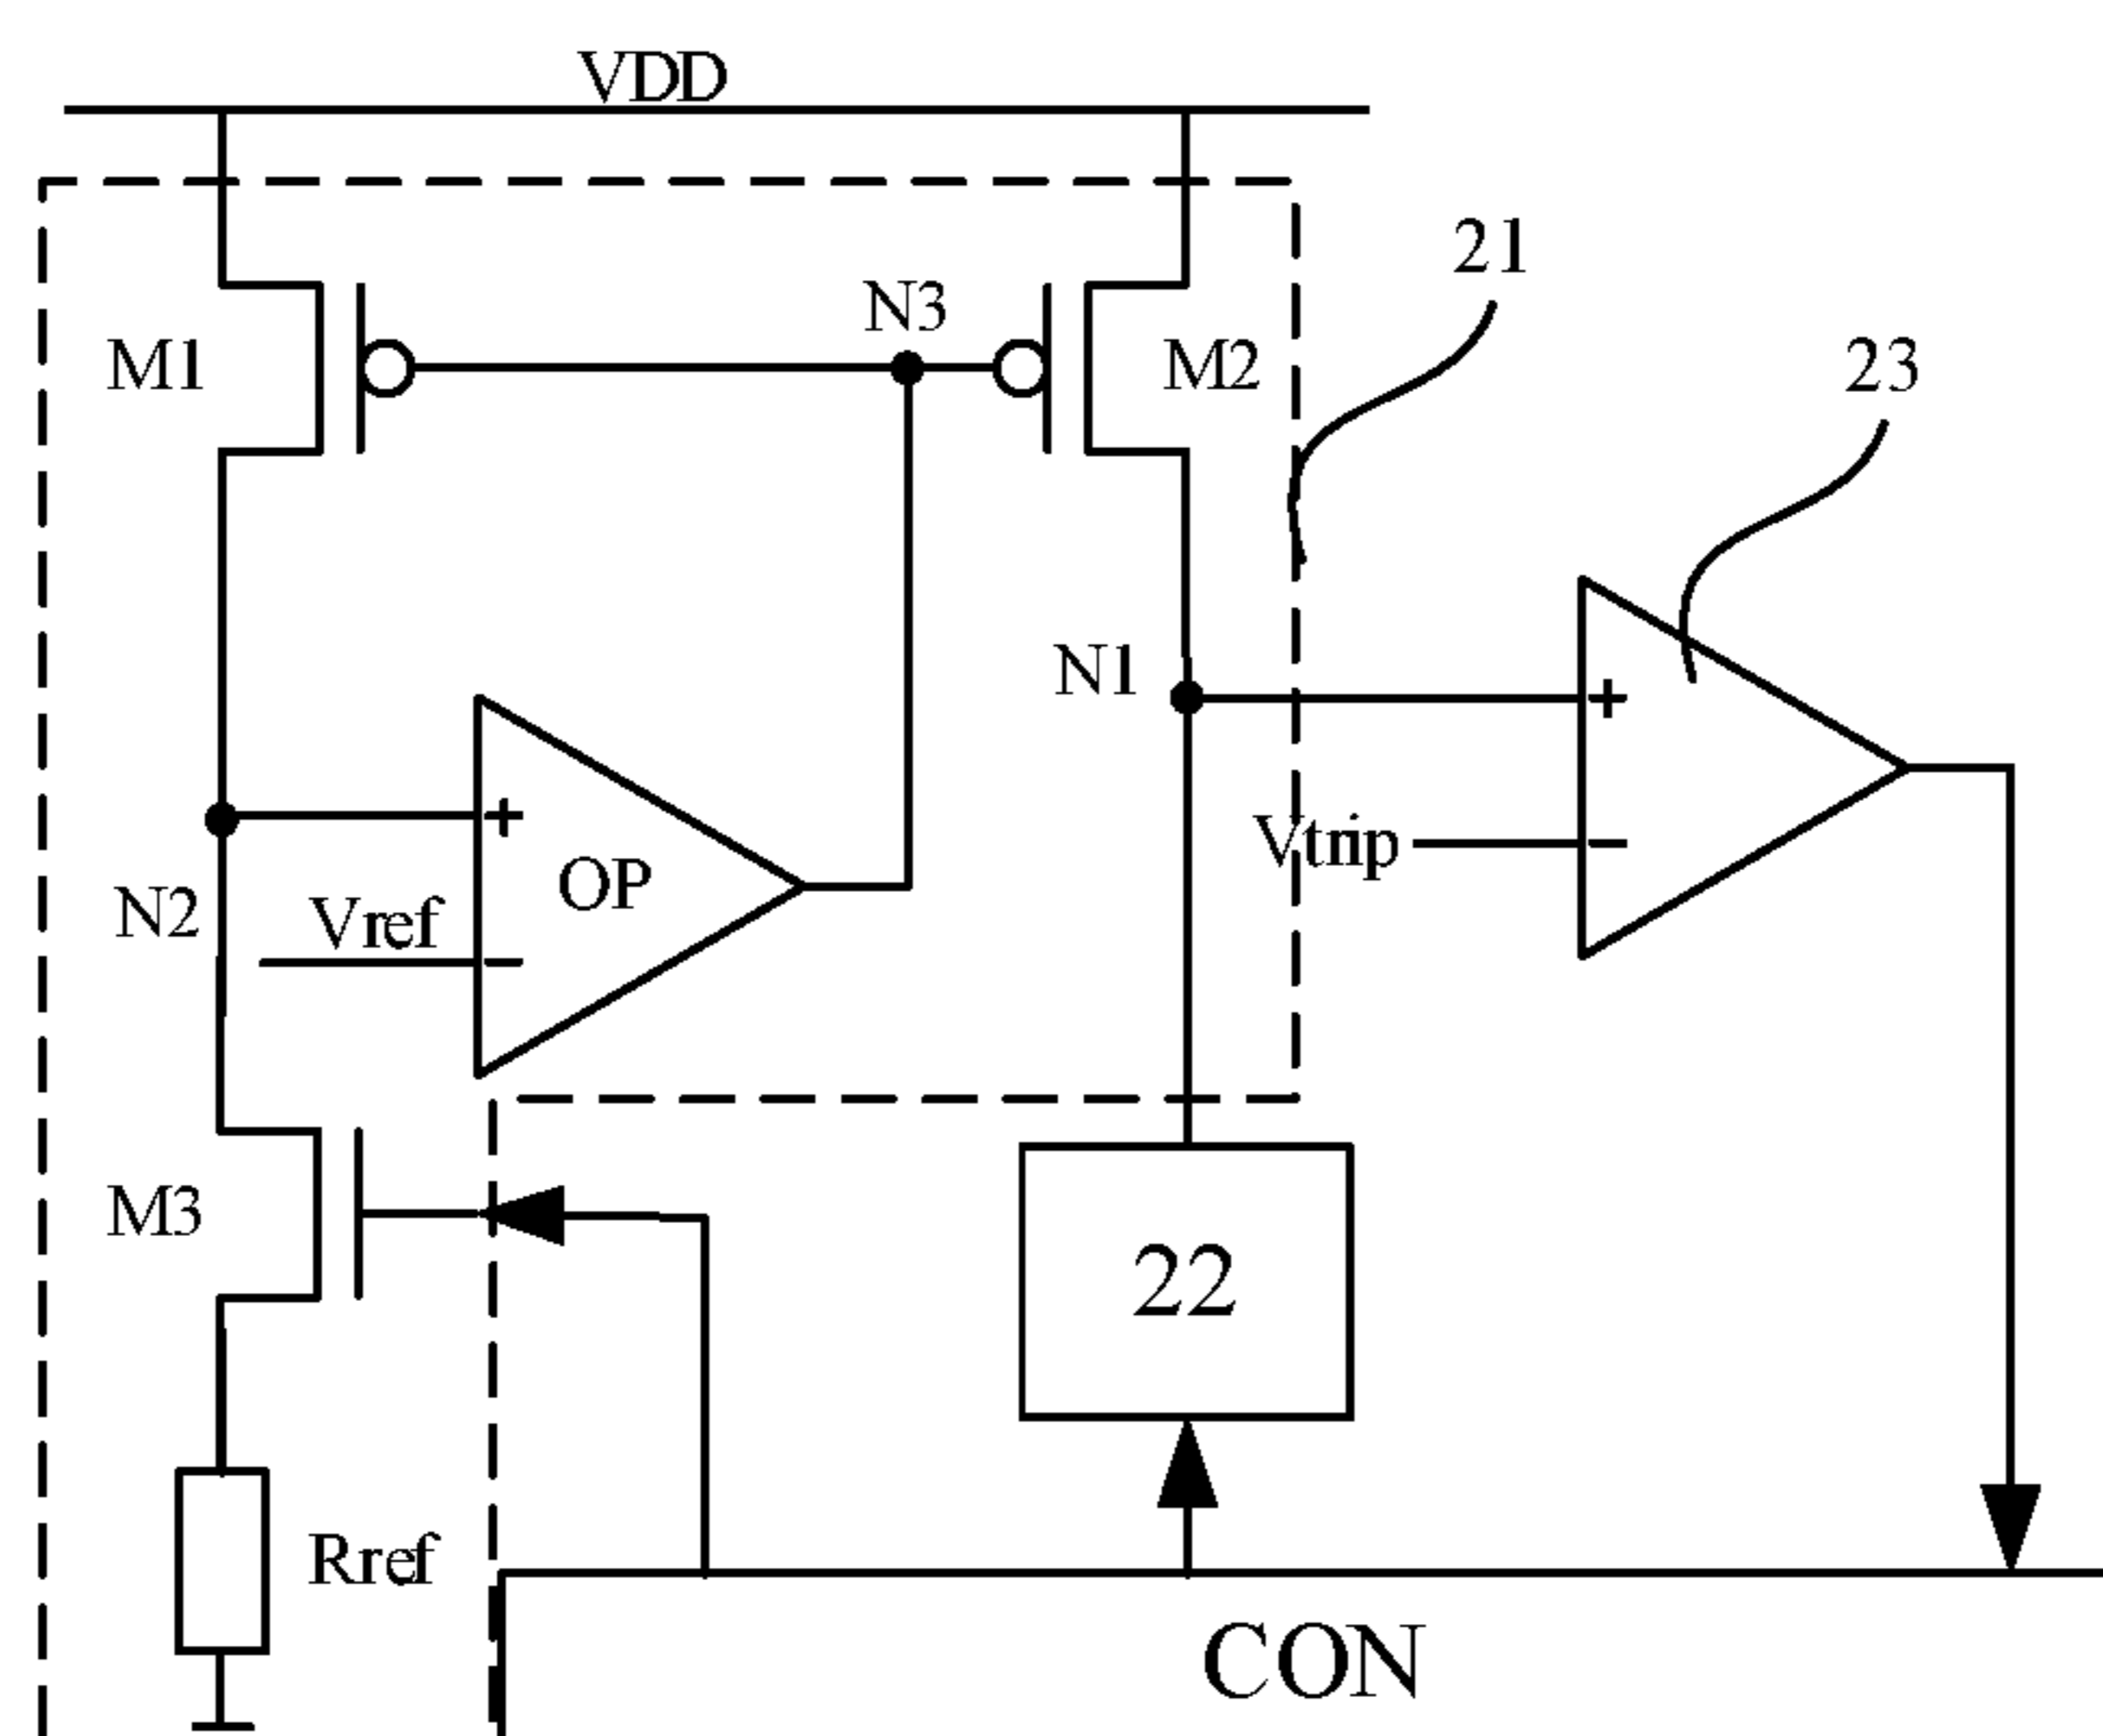 VDD
21
N3
M1
M2
23
N1
+
+
Vtrip
OP
N2
Vref
−
−
M3
22
Rref
CON